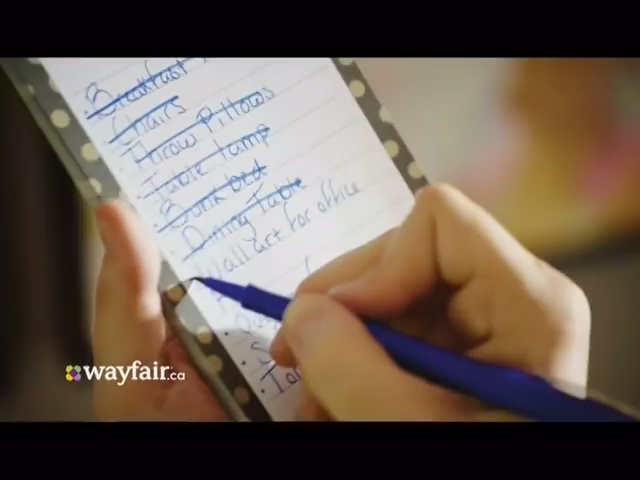 Breakfast
Chairs
Throw Pillows
Table lamp
Bunk bed
Dining Table
Wall art for office
wayfair.ca